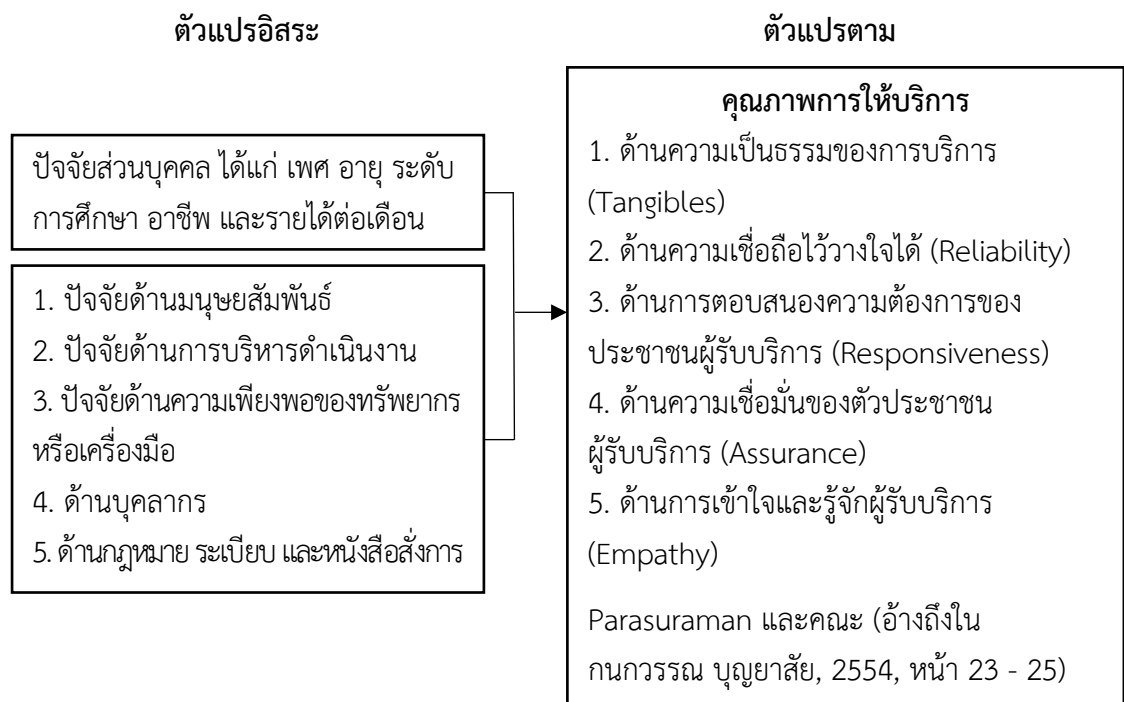 ตัวแปรอิสระ
ตัวแปรตาม
ปัจจัยส่วนบุคคล ได้แก่ เพศ อายุ ระดับ
การศึกษา อาชีพ และรายได้ต่อเดือน
1. ปัจจัยด้านมนุษยสัมพันธ์
2. ปัจจัยด้านการบริหารดำเนินงาน
3. ปัจจัยด้านความเพียงพอของทรัพยากร
หรือเครื่องมือ
4. ด้านบุคลากร
5. ด้านกฎหมาย ระเบียบ และหนังสือสั่งการ
คุณภาพการให้บริการ
1. ด้านความเป็นธรรมของการบริการ
(Tangibles)
2. ด้านความเชื่อถือไว้วางใจได้ (Reliability)
3. ด้านการตอบสนองความต้องการของ
ประชาชนผู้รับบริการ (Responsiveness)
4. ด้านความเชื่อมั่นของตัวประชาชน
ผู้รับบริการ (Assurance)
5. ด้านการเข้าใจและรู้จักผู้รับบริการ
(Empathy)
Parasuraman และคณะ (อ้างถึงใน
กนกวรรณ บุญยาสัย, 2554, หน้า 23 - 25)